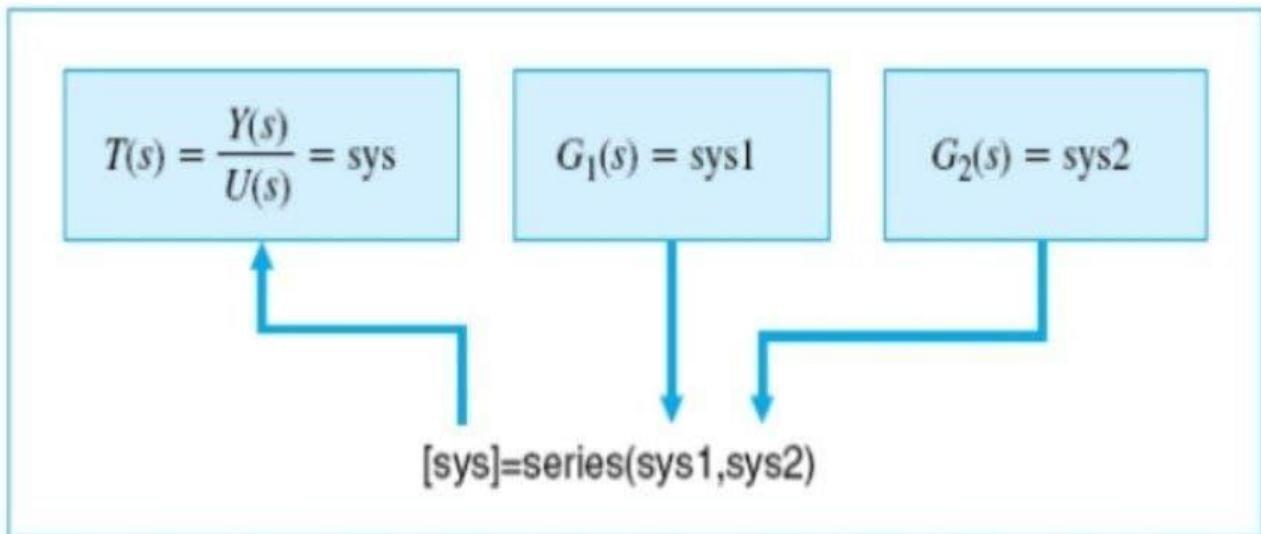 T(s) = Y(s)/U(s) = sys
G₁(s) = sys1
G₂(s) = sys2
[sys]=series(sys1,sys2)